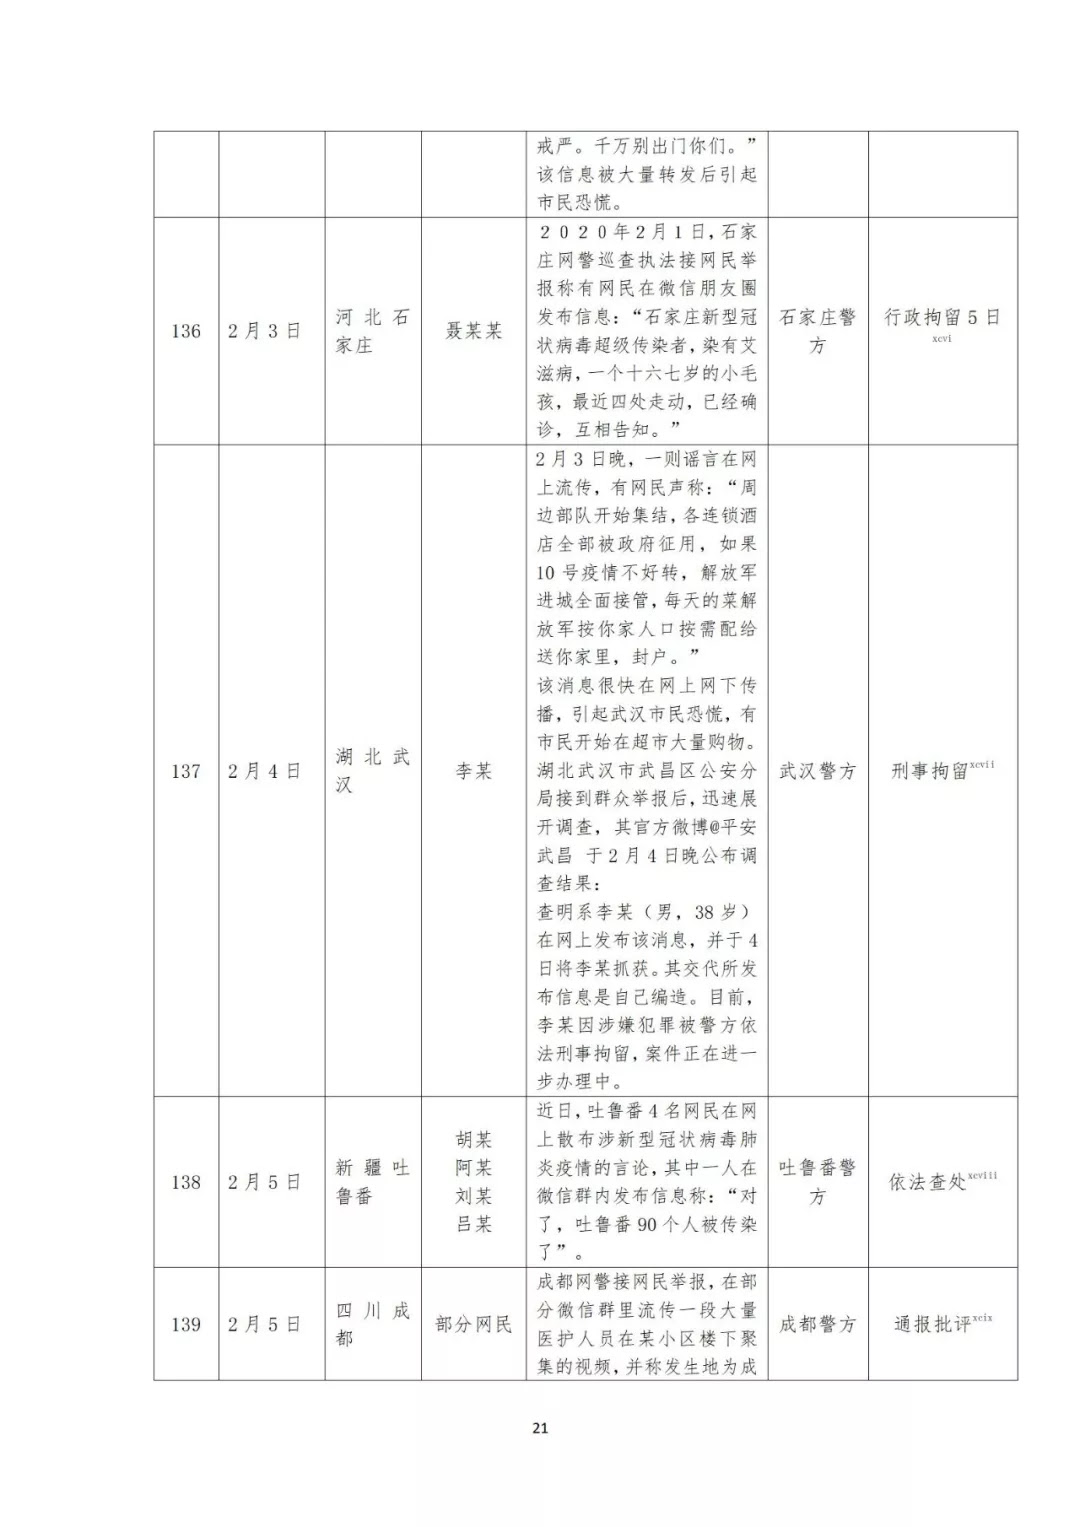 戒严。千万别出门你们。”
该信息被大量转发后引起
市民恐慌。
136
2月3日
河北石
家庄
聂某某
2020年2月1日，石家
庄网警巡查执法接网民举
报称有网民在微信朋友圈
发布信息：“石家庄新型冠
状病毒超级传染者，染有艾
滋病，一个十六七岁的小毛
孩，最近四处走动，已经确
诊，互相告知。”
石家庄警
方
行政拘留5日
xcvi
137
2月4日
湖北武
汉
李某
2月3日晚，一则谣言在网
上流传，有网民声称：“周
边部队开始集结，各连锁酒
店全部被政府征用，如果
10号疫情不好转，解放军
进城全面接管，每天的菜解
放军按你家人口按需配给
送你家里，封户。”
该消息很快在网上网下传
播，引起武汉市民恐慌，有
市民开始在超市大量购物。
湖北武汉市武昌区公安分
局接到群众举报后，迅速展
开调查，其官方微博@平安
武昌 于2月4日晚公布调
查结果：
查明系李某（男，38岁）
在网上发布该消息，并于4
日将李某抓获。其交代所发
布信息是自己编造。目前，
李某因涉嫌犯罪被警方依
法刑事拘留，案件正在进一
步办理中。
武汉警方
刑事拘留xcvii
138
2月5日
新疆吐
鲁番
胡某
阿某
刘某
吕某
近日，吐鲁番4名网民在网
上散布涉新型冠状病毒肺
炎疫情的言论，其中一人在
微信群内发布信息称：“对
了，吐鲁番90个人被传染
了”。
吐鲁番警
方
依法查处xcviii
139
2月5日
四川成
都
部分网民
成都网警接网民举报，在部
分微信群里流传一段大量
医护人员在某小区楼下聚
集的视频，并称发生地为成
成都警方
通报批评xcix
21